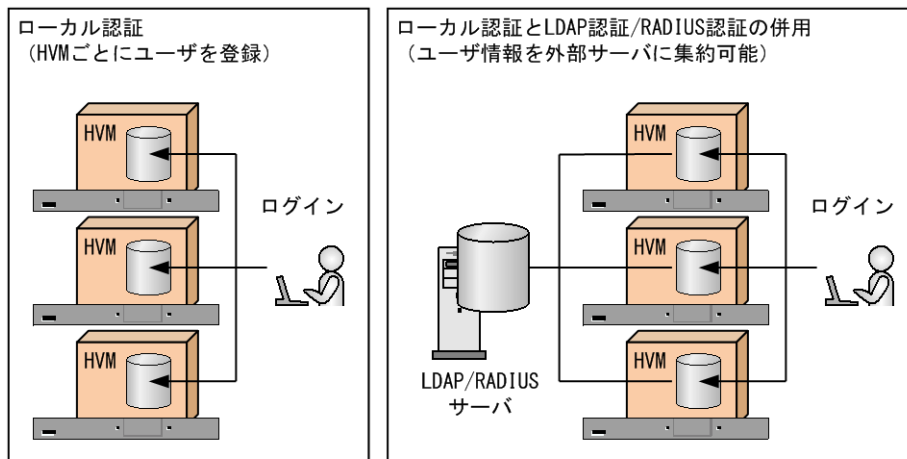 ローカル認証
(HVMごとにユーザを登録)
HVM
HVM
HVM
ログイン
ローカル認証とLDAP認証/RADIUS認証の併用
(ユーザ情報を外部サーバに集約可能)
HVM
HVM
HVM
ログイン
LDAP/RADIUS
サーバ